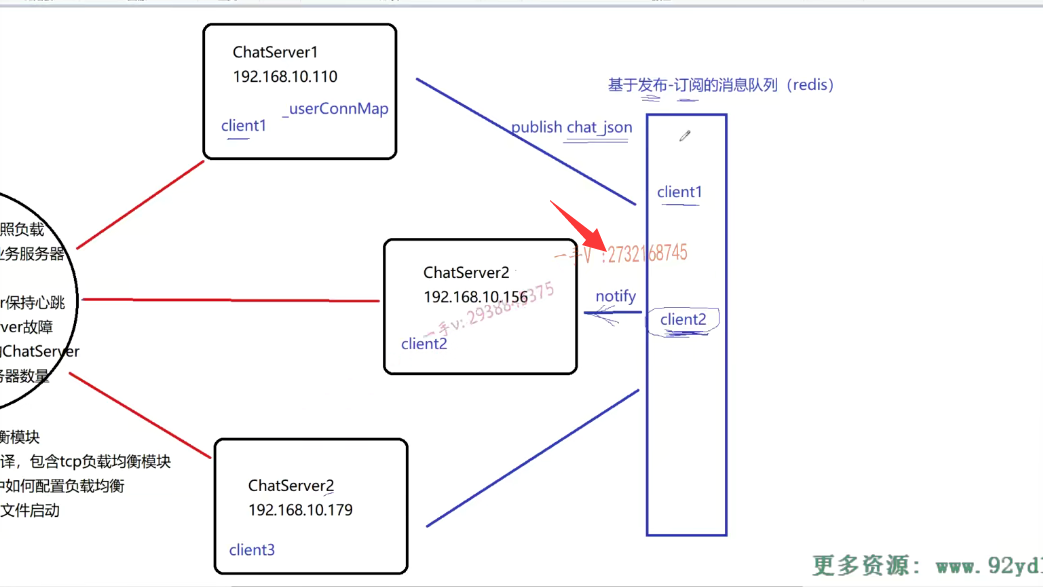 ChatServer1
192.168.10.110
_userConnMap
client1
基于发布-订阅的消息队列（redis）
publish chat_json
client1
照负载
业务服务器
一手V :2732168745
ChatServer2
192.168.10.156
notify
client2
一手v:
client2
r保持心跳
ver故障
ChatServer
务器数量
衡模块
译，包含tcp负载均衡模块
中如何配置负载均衡
文件启动
ChatServer2
192.168.10.179
client3
更多资源：www.92yd